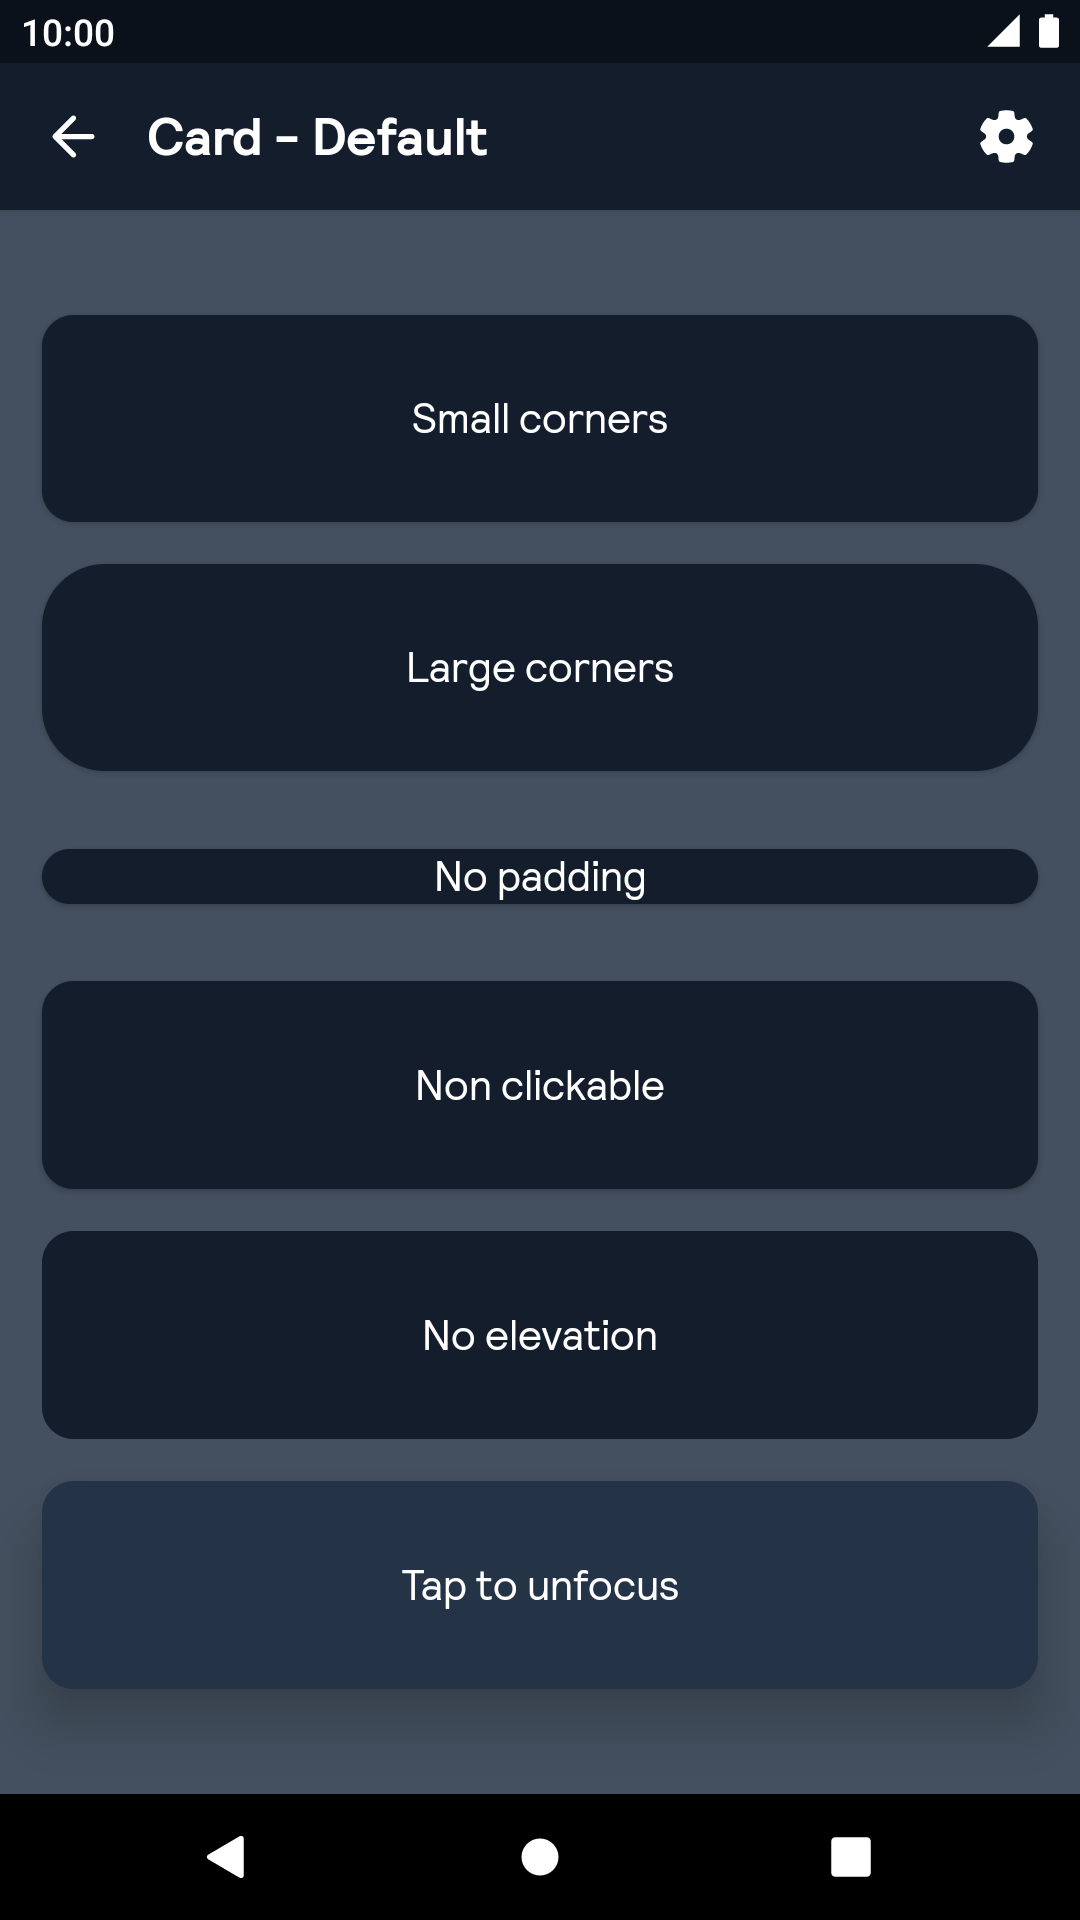 10:00
Card - Default
Small corners
Large corners
No padding
Non clickable
No elevation
Tap to unfocus